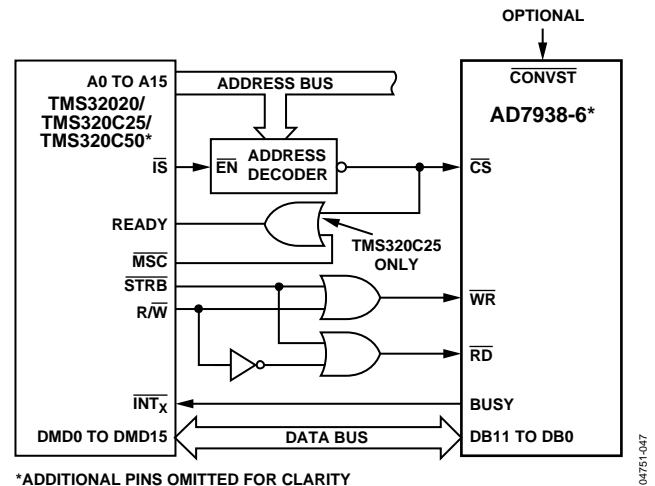 OPTIONAL
A0 TO A15
ADDRESS BUS
CONVST
TMS32020/
TMS320C25/
TMS320C50*
AD7938-6*
IS
EN
ADDRESS
DECODER
CS
READY
TMS320C25
ONLY
MSC
STRB
R/W
WR
RD
INTX
BUSY
DMD0 TO DMD15
DATA BUS
DB11 TO DB0
*ADDITIONAL PINS OMITTED FOR CLARITY
04751-047